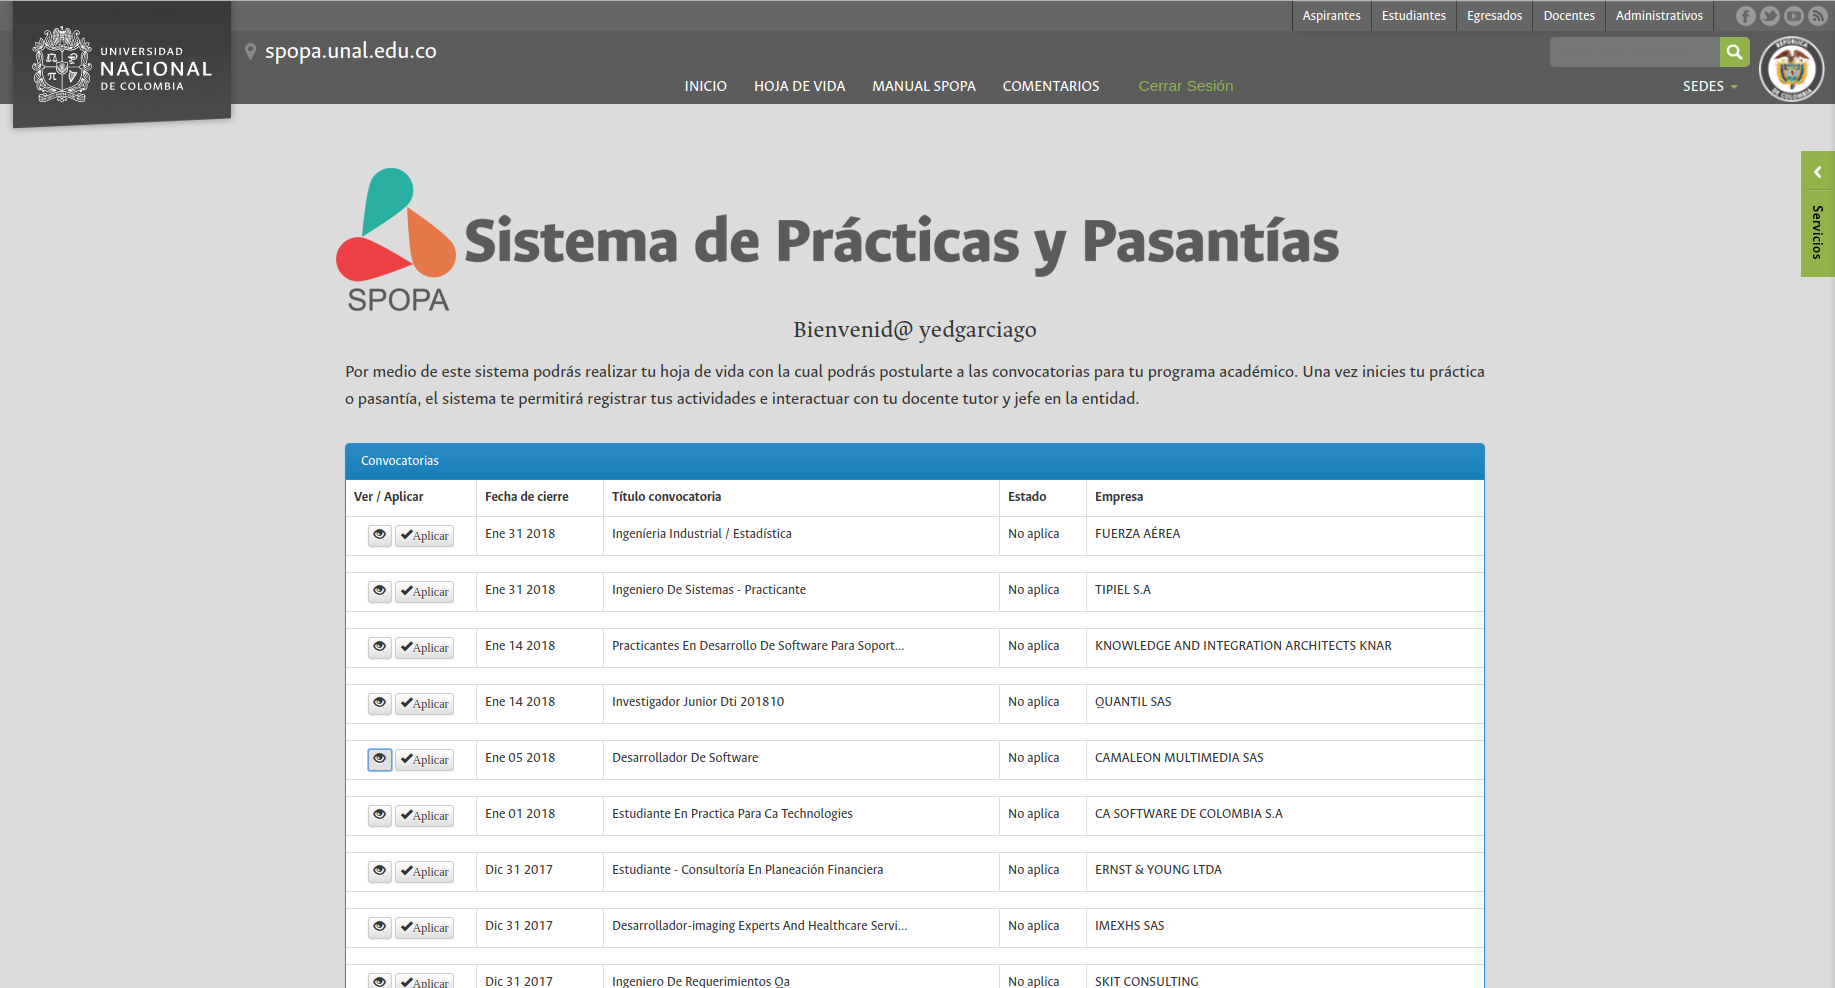 Aspirantes Estudiantes Egresados Docentes Administrativos
UNIVERSIDAD
NACIONAL
DE COLOMBIA
spopa.unal.edu.co
INICIO HOJA DE VIDA MANUAL SPOPA COMENTARIOS Cerrar Sesión SEDES
REPÚBLICA
DE COLOMBIA
Servicios
Sistema de Prácticas y Pasantías
SPOPA
Bienvenid@ yedgarciago
Por medio de este sistema podrás realizar tu hoja de vida con la cual podrás postularte a las convocatorias para tu programa académico. Una vez inicies tu práctica
o pasantía, el sistema te permitirá registrar tus actividades e interactuar con tu docente tutor y jefe en la entidad.
Convocatorias
Ver / Aplicar Fecha de cierre Título convocatoria Estado Empresa
Aplicar Ene 31 2018 Ingeníeria Industrial / Estadística No aplica FUERZA AÉREA
Aplicar Ene 31 2018 Ingeniero De Sistemas - Practicante No aplica TIPIEL S.A
Aplicar Ene 14 2018 Practicantes En Desarrollo De Software Para Soport... No aplica KNOWLEDGE AND INTEGRATION ARCHITECTS KNAR
Aplicar Ene 14 2018 Investigador Junior Dti 201810 No aplica QUANTIL SAS
Aplicar Ene 05 2018 Desarrollador De Software No aplica CAMALEON MULTIMEDIA SAS
Aplicar Ene 01 2018 Estudiante En Practica Para Ca Technologies No aplica CA SOFTWARE DE COLOMBIA S.A
Aplicar Dic 31 2017 Estudiante - Consultoría En Planeación Financiera No aplica ERNST & YOUNG LTDA
Aplicar Dic 31 2017 Desarrollador-imaging Experts And Healthcare Servi... No aplica IMEXHS SAS
Aplicar Dic 31 2017 Ingeniero De Requerimientos Qa No aplica SKIT CONSULTING